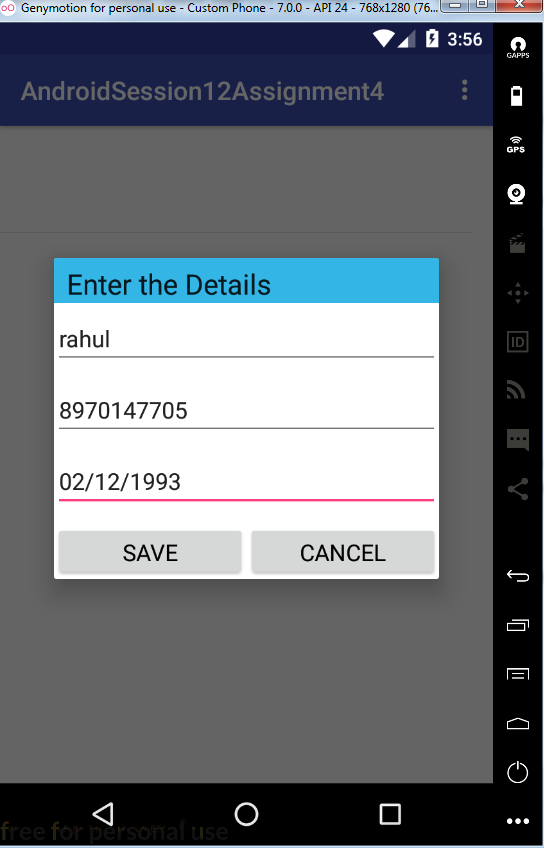 Genymotion for personal use - Custom Phone - 7.0.0 - API 24 - 768x1280 (76...
3:56
AndroidSession12Assignment4
GAPPS
GPS
ID
Enter the Details
rahul
8970147705
02/12/1993
SAVE
CANCEL
free for personal use